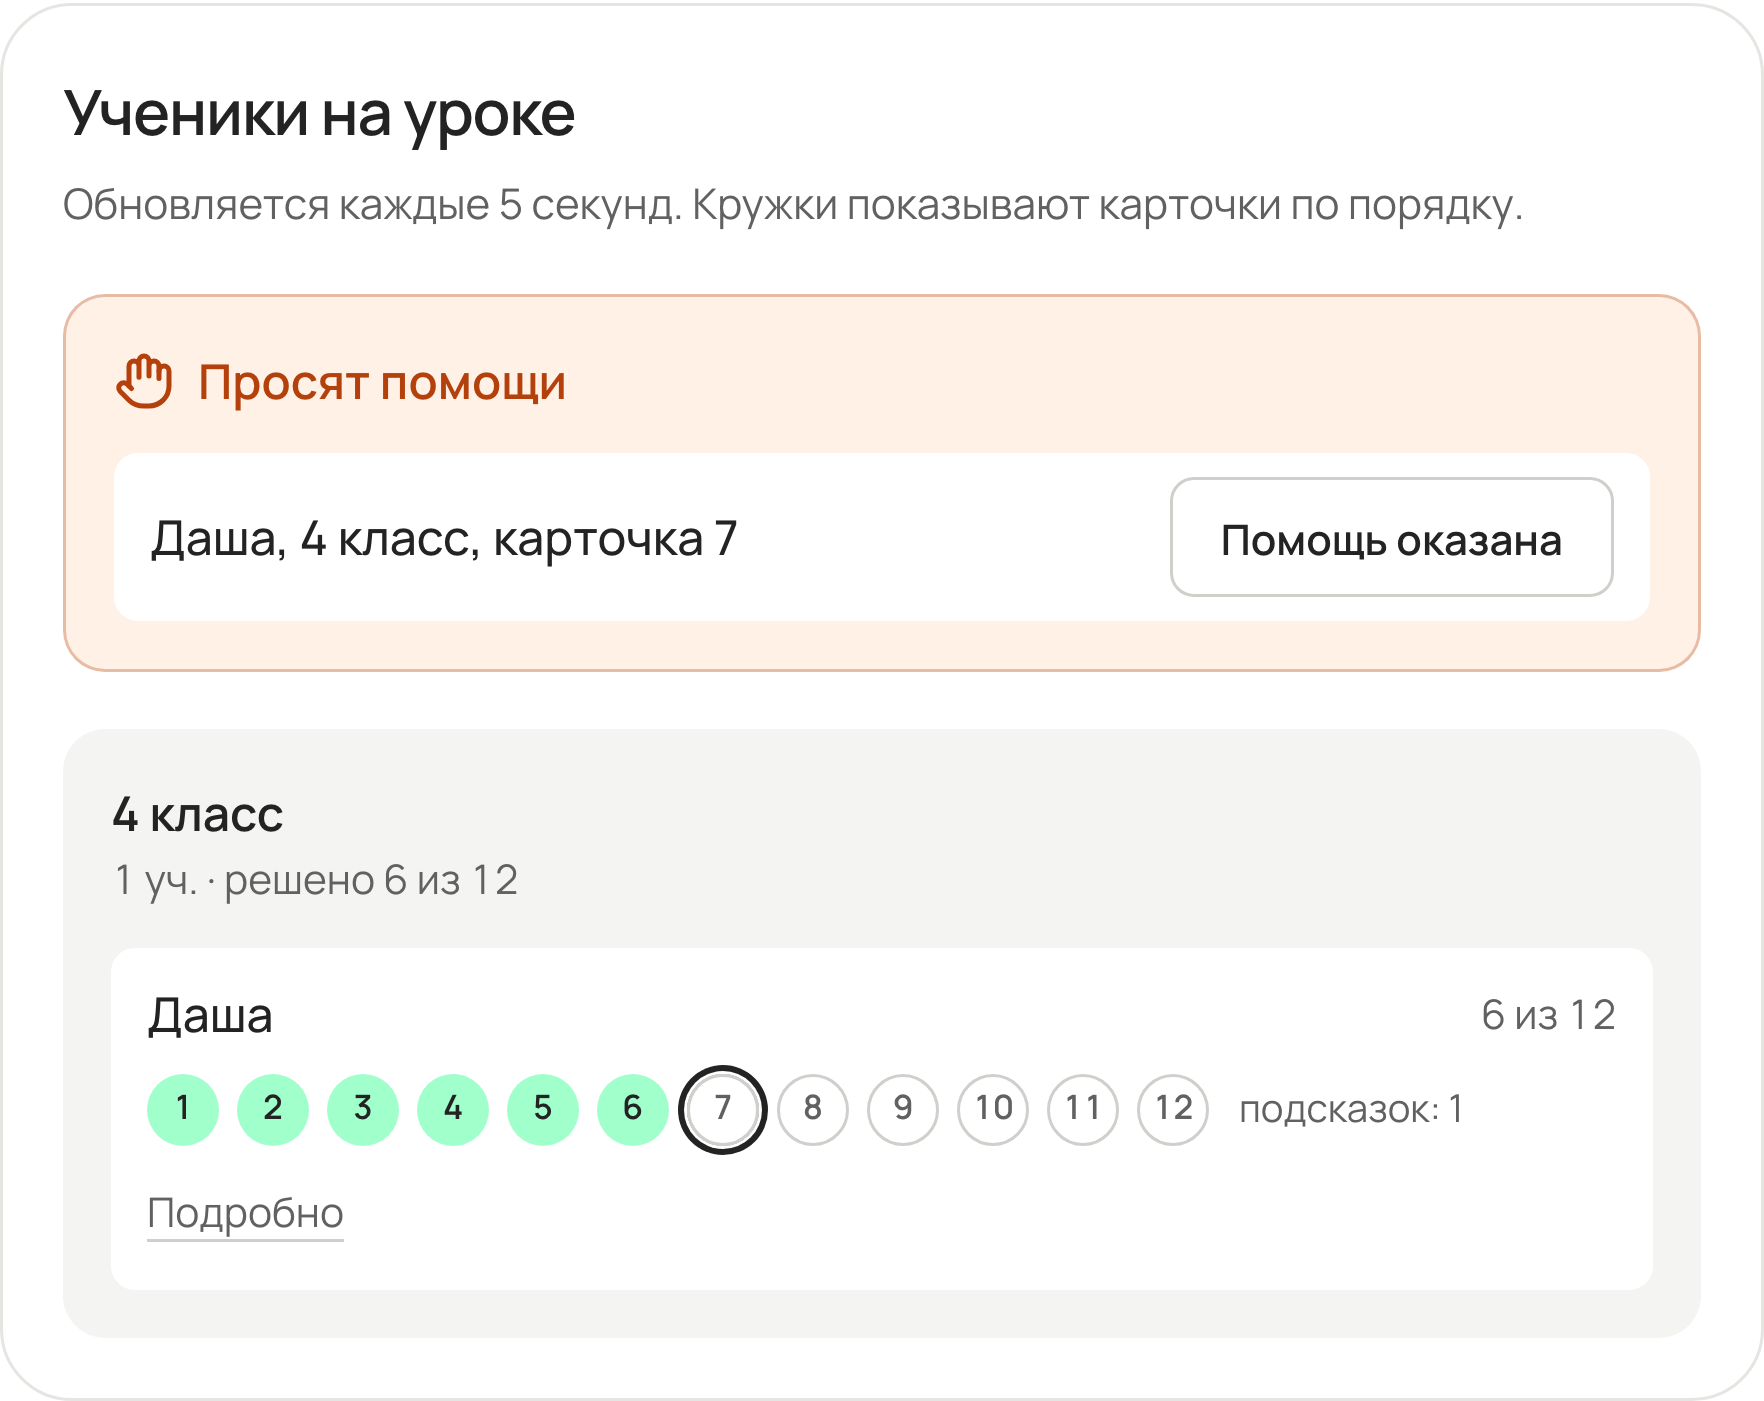 Ученики на уроке
Обновляется каждые 5 секунд. Кружки показывают карточки по порядку.
Просят помощи
Даша, 4 класс, карточка 7
Помощь оказана
4 класс
1 уч. · решено 6 из 12
Даша
6 из 12
1 2 3 4 5 6 7 8 9 10 11 12 подсказок: 1
Подробно